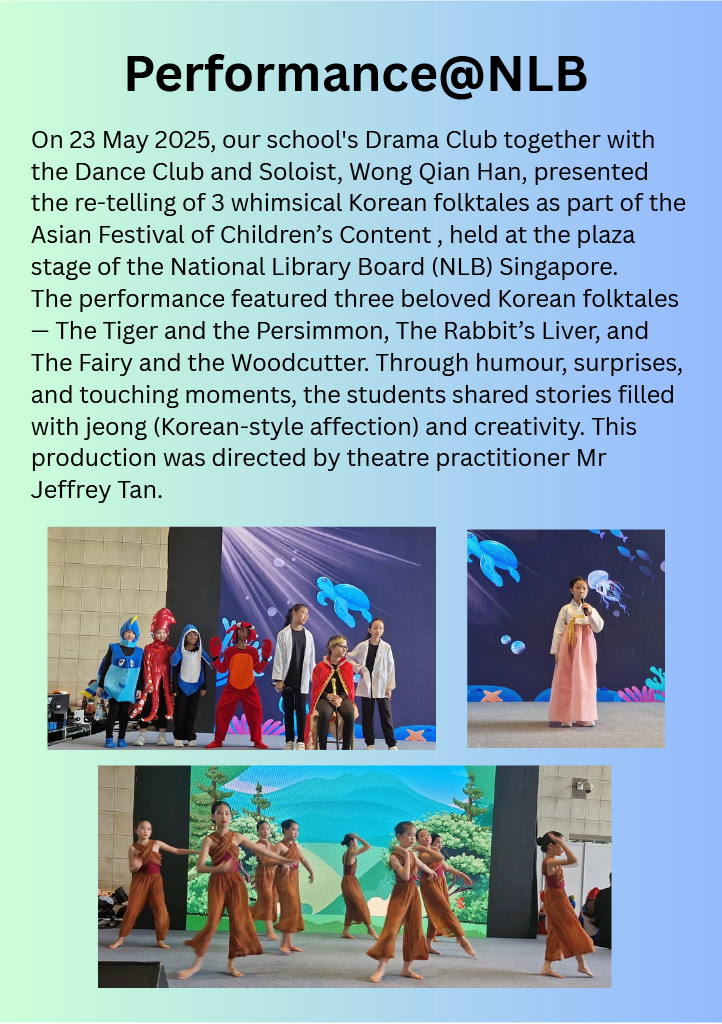 Performance@NLB
On 23 May 2025, our school's Drama Club together with
the Dance Club and Soloist, Wong Qian Han, presented
the re-telling of 3 whimsical Korean folktales as part of the
Asian Festival of Children’s Content , held at the plaza
stage of the National Library Board (NLB) Singapore.
The performance featured three beloved Korean folktales
— The Tiger and the Persimmon, The Rabbit’s Liver, and
The Fairy and the Woodcutter. Through humour, surprises,
and touching moments, the students shared stories filled
with jeong (Korean-style affection) and creativity. This
production was directed by theatre practitioner Mr
Jeffrey Tan.